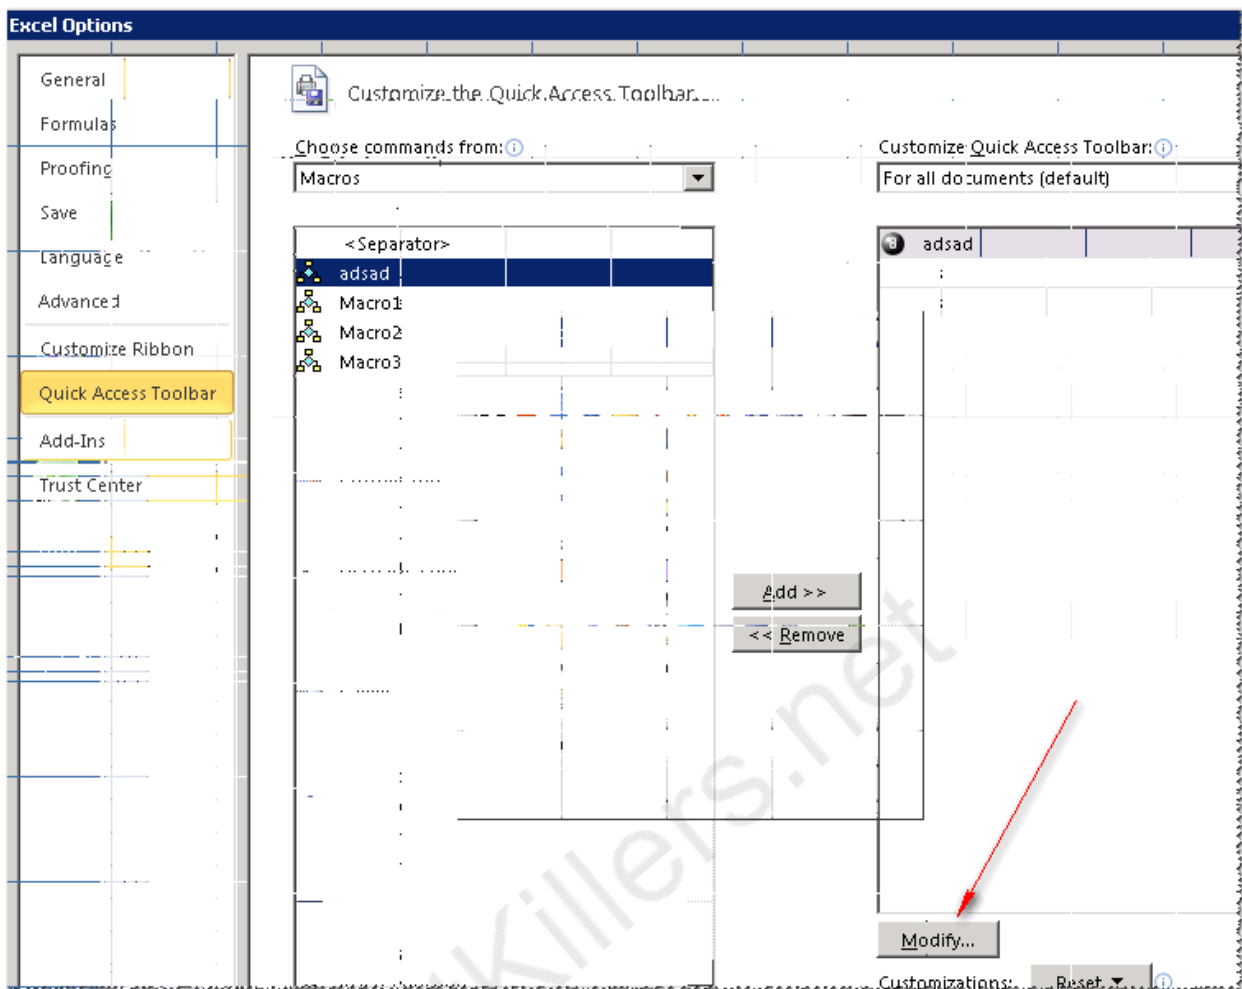 Excel Options
General
Formulas
Proofing
Save
Language
Advanced
Customize Ribbon
Quick Access Toolbar
Add-Ins
Trust Center
Customize the Quick Access Toolbar.
Choose commands from:
Macros
<Separator>
adsad
Macro1
Macro2
Macro3
Add >>
<< Remove
Customize Quick Access Toolbar:
For all documents (default)
adsad
Modify...
Customizations:
Reset
Killers.net